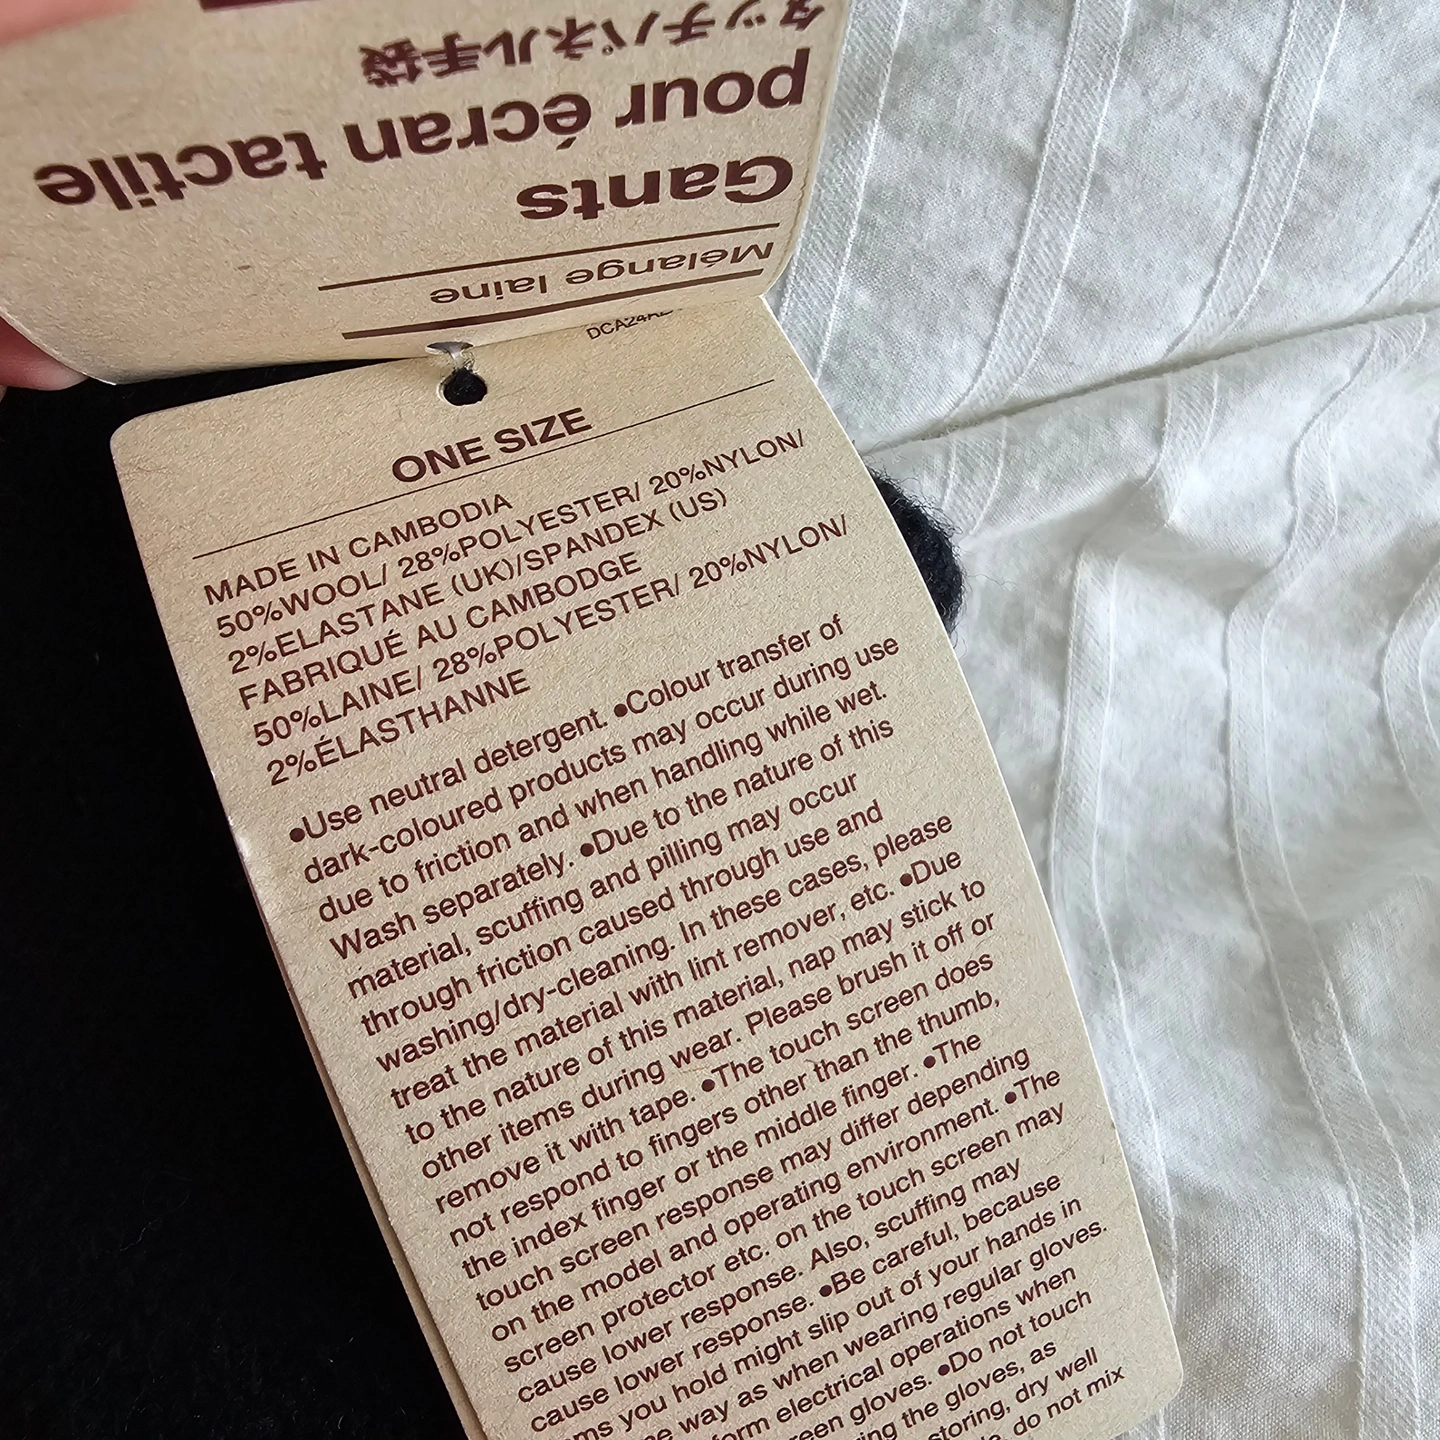 タッチパネル手袋
pour écran tactile
Gants
Mélange laine
ONE SIZE
MADE IN CAMBODIA
50%WOOL/ 28%POLYESTER/ 20%NYLON/
2%ELASTANE (UK)/SPANDEX (US)
FABRIQUÉ AU CAMBODGE
50%LAINE/ 28%POLYESTER/ 20%NYLON/
2%ÉLASTHANNE
●Use neutral detergent. ●Colour transfer of
dark-coloured products may occur during use
due to friction and when handling while wet.
Wash separately. ●Due to the nature of this
material, scuffing and pilling may occur
through friction caused through use and
washing/dry-cleaning. In these cases, please
treat the material with lint remover, etc. ●Due
to the nature of this material, nap may stick to
other items during wear. Please brush it off or
remove it with tape. ●The touch screen does
not respond to fingers other than the thumb,
the index finger or the middle finger. ●The
touch screen response may differ depending
on the model and operating environment. ●The
screen protector etc. on the touch screen may
cause lower response. Also, scuffing may
cause lower response. ●Be careful, because
you hold might slip out of your hands in
way as when wearing regular gloves.
electrical operations when
gloves. ●Do not touch
the gloves, as
storing, dry well
do not mix